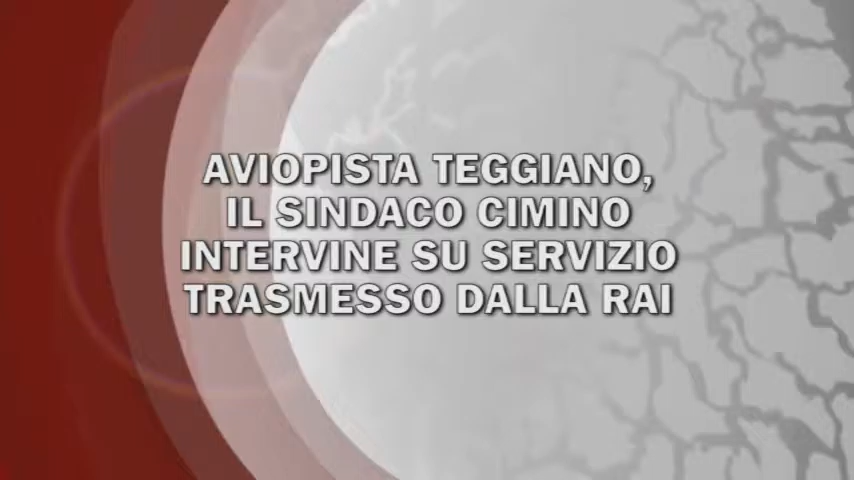 AVIOPISTA TEGGIANO,
IL SINDACO CIMINO
INTERVINE SU SERVIZIO
TRASMESSO DALLA RAI